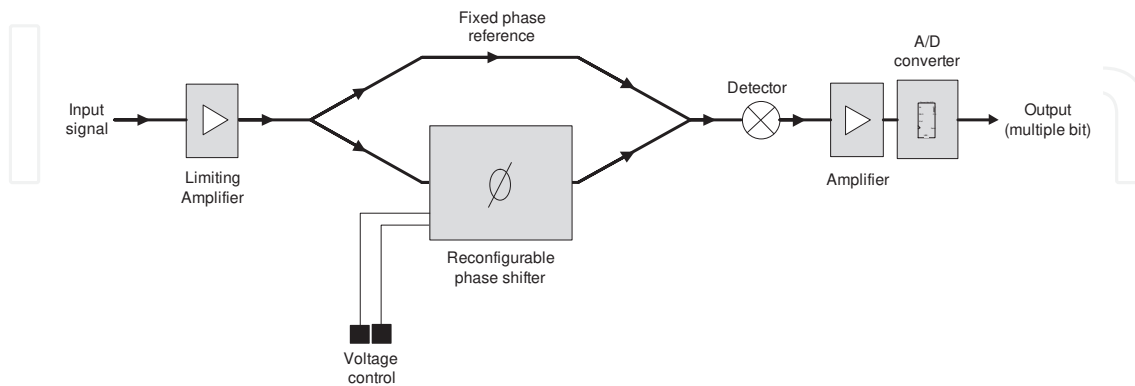 Fixed phase
reference
A/D
converter
Detector
Input
signal
Output
(multiple bit)
Limiting
Amplifier
Amplifier
Reconfigurable
phase shifter
Voltage
control